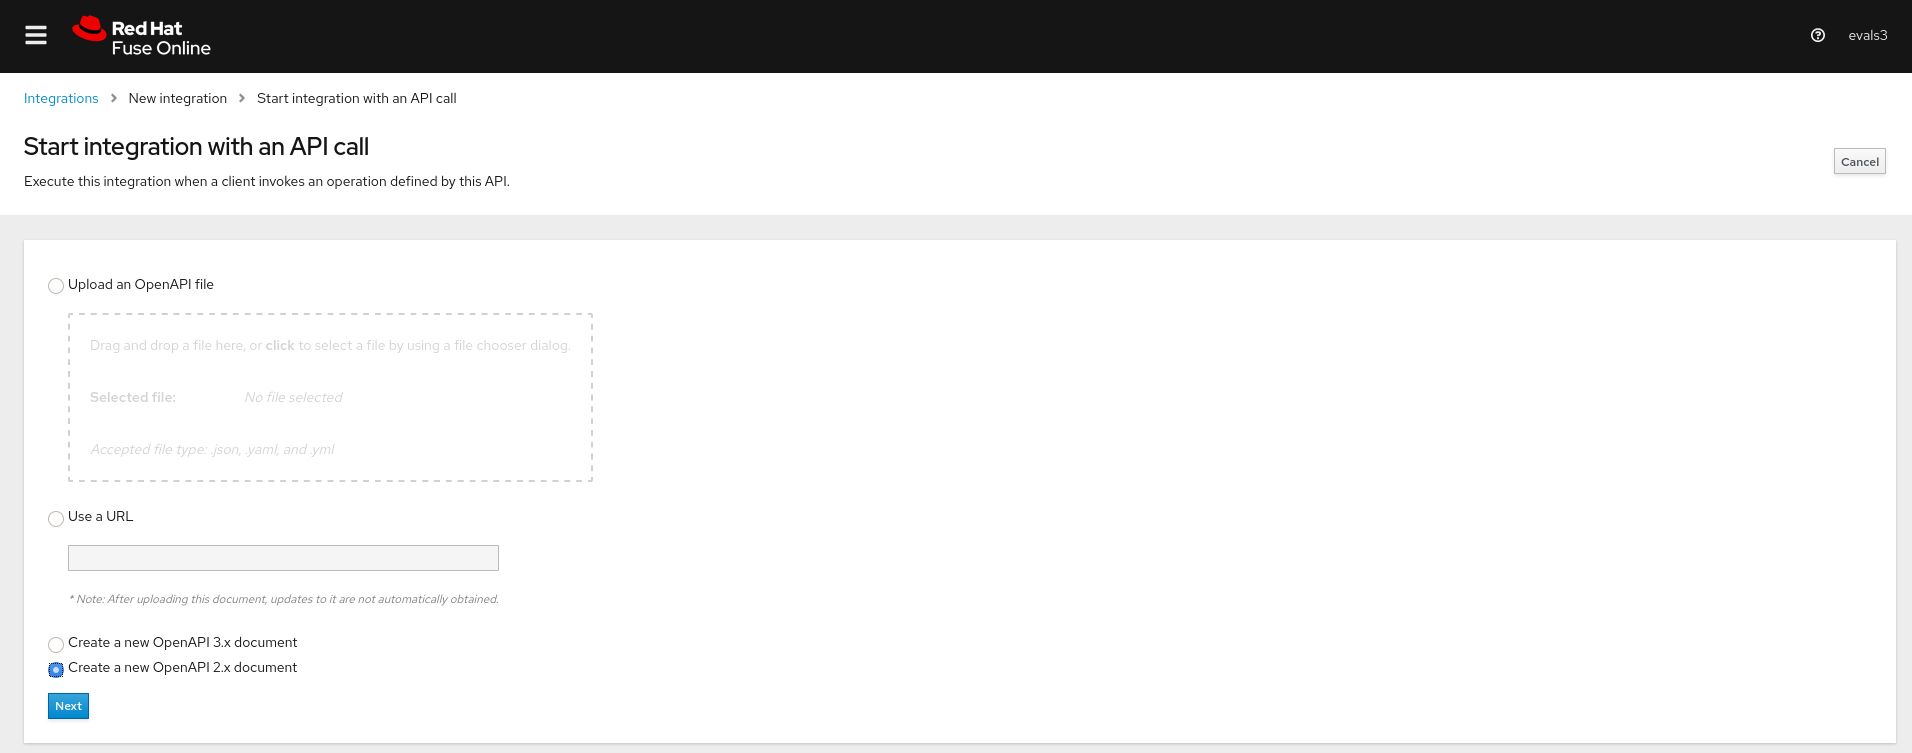 Red Hat
Fuse Online
evals3
Integrations > New integration > Start integration with an API call
Start integration with an API call
Cancel
Execute this integration when a client invokes an operation defined by this API.
Upload an OpenAPI file
Drag and drop a file here, or click to select a file by using a file chooser dialog.
Selected file: No file selected
Accepted file type: .json, .yaml, and .yml
Use a URL
* Note: After uploading this document, updates to it are not automatically obtained.
Create a new OpenAPI 3.x document
Create a new OpenAPI 2.x document
Next